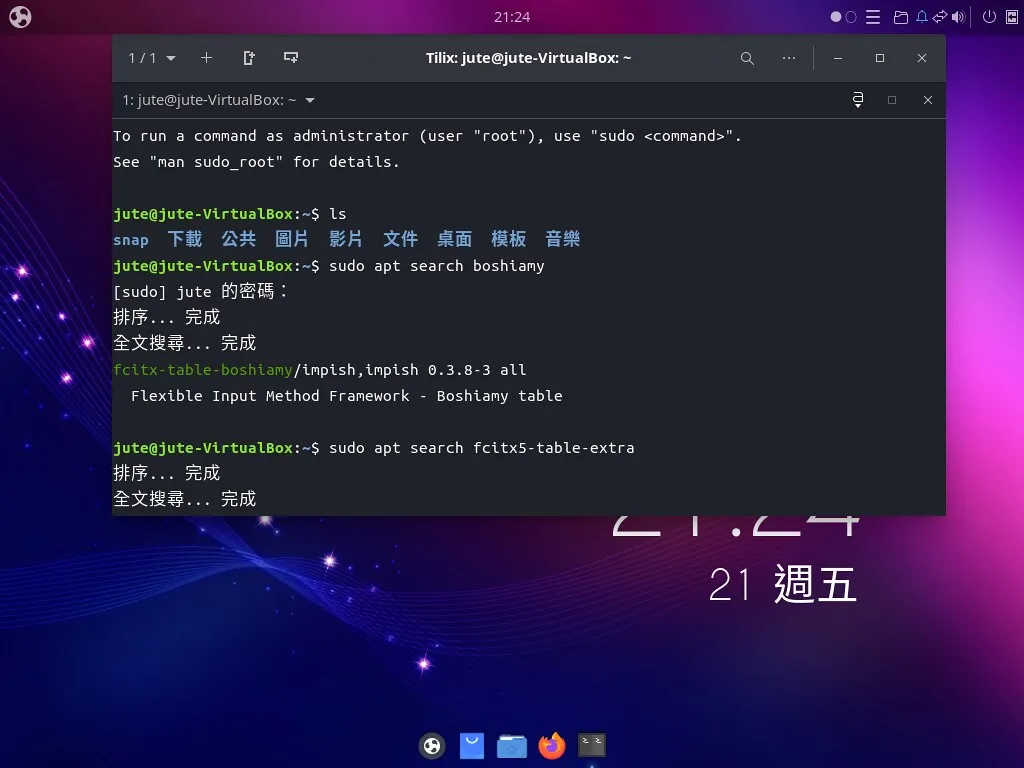 21:24
1 / 1
Tilix: jute@jute-VirtualBox: ~
1: jute@jute-VirtualBox: ~
To run a command as administrator (user "root"), use "sudo <command>".
See "man sudo_root" for details.
jute@jute-VirtualBox:~$ ls
snap 下載 公共 圖片 影片 文件 桌面 模板 音樂
jute@jute-VirtualBox:~$ sudo apt search boshiamy
[sudo] jute 的密碼：
排序... 完成
全文搜尋... 完成
fcitx-table-boshiamy/impish,impish 0.3.8-3 all
Flexible Input Method Framework - Boshiamy table
jute@jute-VirtualBox:~$ sudo apt search fcitx5-table-extra
排序... 完成
全文搜尋... 完成
21:24
21 週五